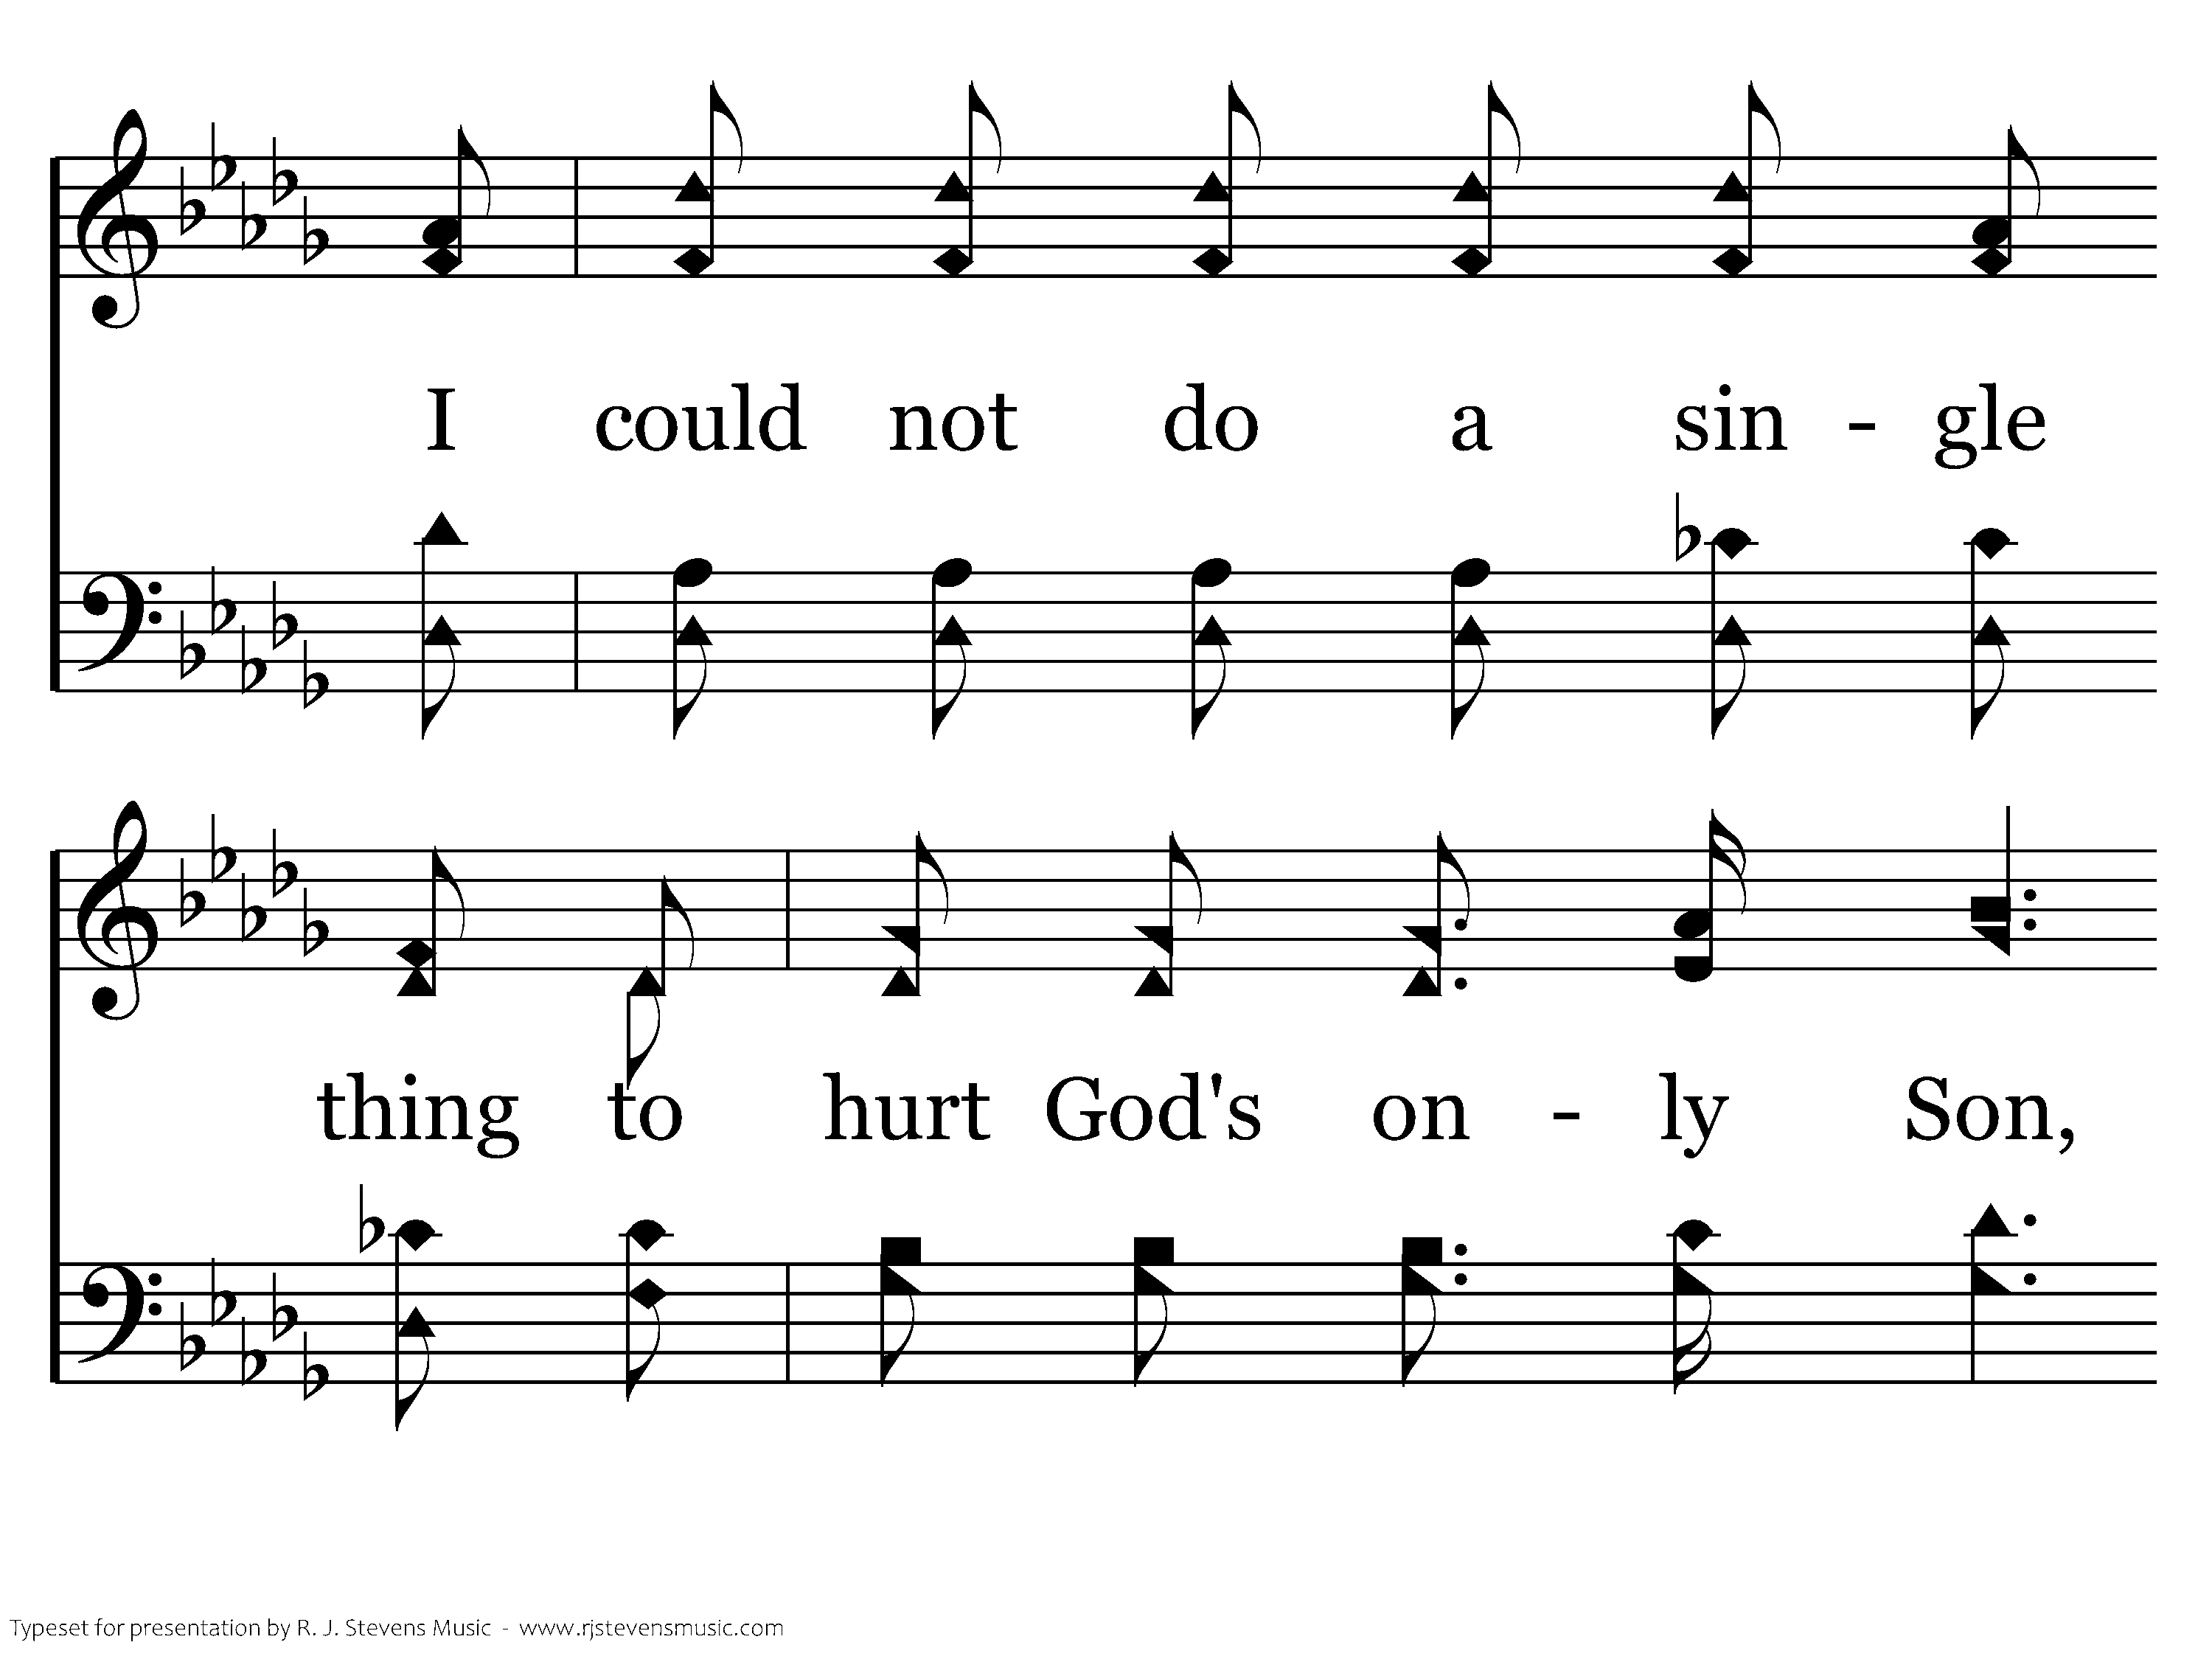 I could not do a sin - gle
thing to hurt God's on - ly Son,
Typeset for presentation by R. J. Stevens Music - www.rjstevensmusic.com